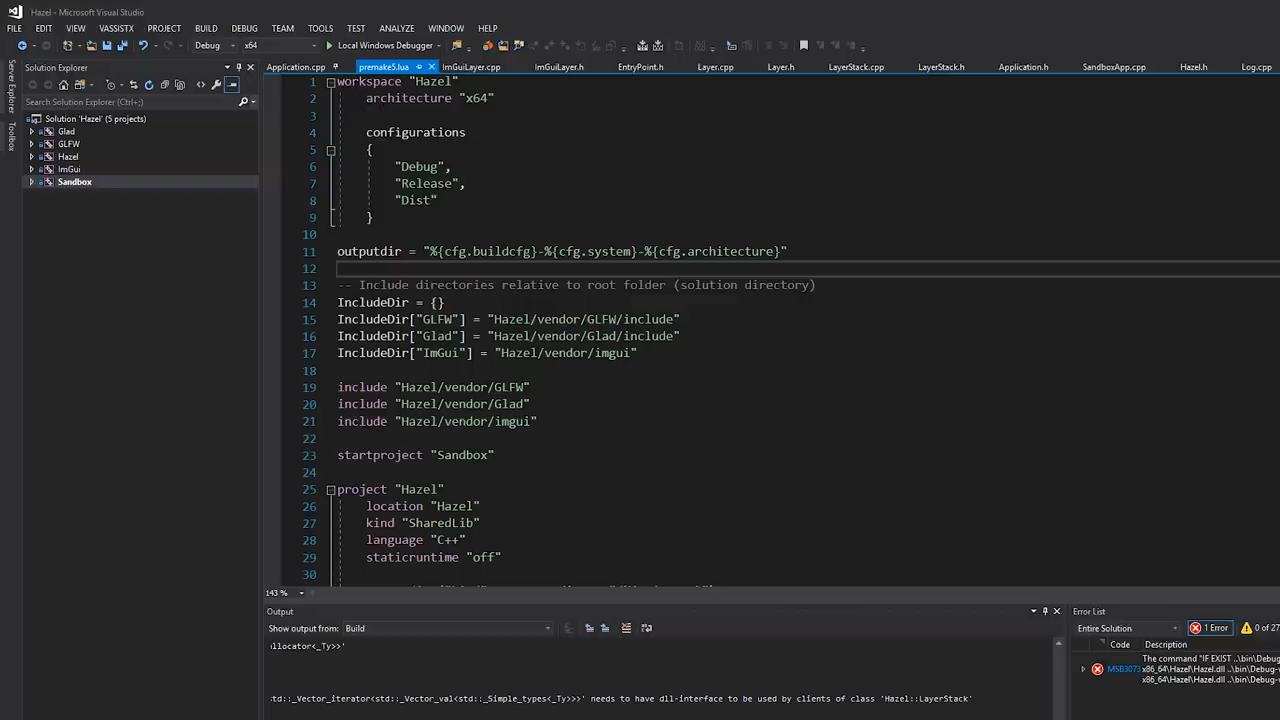 Hazel - Microsoft Visual Studio
FILE EDIT VIEW VASSISTX PROJECT BUILD DEBUG TEAM TOOLS TEST ANALYZE WINDOW HELP
Debug x64 Local Windows Debugger
Server Explorer
Toolbox
Solution Explorer
Search Solution Explorer (Ctrl+;)
Solution 'Hazel' (5 projects)
Glad
GLFW
Hazel
ImGui
Sandbox
Application.cpp premake5.lua ImGuiLayer.cpp ImGuiLayer.h EntryPoint.h Layer.cpp Layer.h LayerStack.cpp LayerStack.h Application.h SandboxApp.cpp Hazel.h Log.cpp
1 workspace "Hazel"
2 architecture "x64"
3
4 configurations
5 {
6 "Debug",
7 "Release",
8 "Dist"
9 }
10
11 outputdir = "%{cfg.buildcfg}-%{cfg.system}-%{cfg.architecture}"
12
13 -- Include directories relative to root folder (solution directory)
14 IncludeDir = {}
15 IncludeDir["GLFW"] = "Hazel/vendor/GLFW/include"
16 IncludeDir["Glad"] = "Hazel/vendor/Glad/include"
17 IncludeDir["ImGui"] = "Hazel/vendor/imgui"
18
19 include "Hazel/vendor/GLFW"
20 include "Hazel/vendor/Glad"
21 include "Hazel/vendor/imgui"
22
23 startproject "Sandbox"
24
25 project "Hazel"
26 location "Hazel"
27 kind "SharedLib"
28 language "C++"
29 staticruntime "off"
30
143 %
Output
Show output from: Build
allocator<_Ty>>'
std::_Vector_iterator<std::_Vector_val<std::_Simple_types<_Ty>>>' needs to have dll-interface to be used by clients of class 'Hazel::LayerStack'
Error List
Entire Solution 1 Error 0 of 27
Code Description
MSB3073 The command "IF EXIST ..\bin\Debug-
x86_64\Hazel\Hazel.dll ..\bin\Debug-
x86_64\Hazel\Hazel.dll ..\bin\Debug-